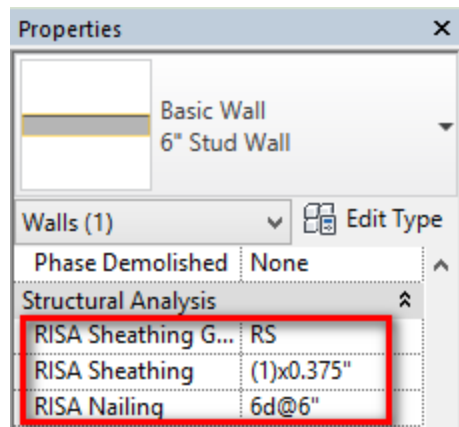 Properties
Basic Wall
6" Stud Wall
Walls (1)
Edit Type
Phase Demolished None
Structural Analysis
RISA Sheathing G... RS
RISA Sheathing (1)x0.375"
RISA Nailing 6d@6"